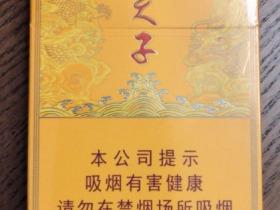 天子
本公司提示
吸烟有害健康
请勿在禁烟场所吸烟